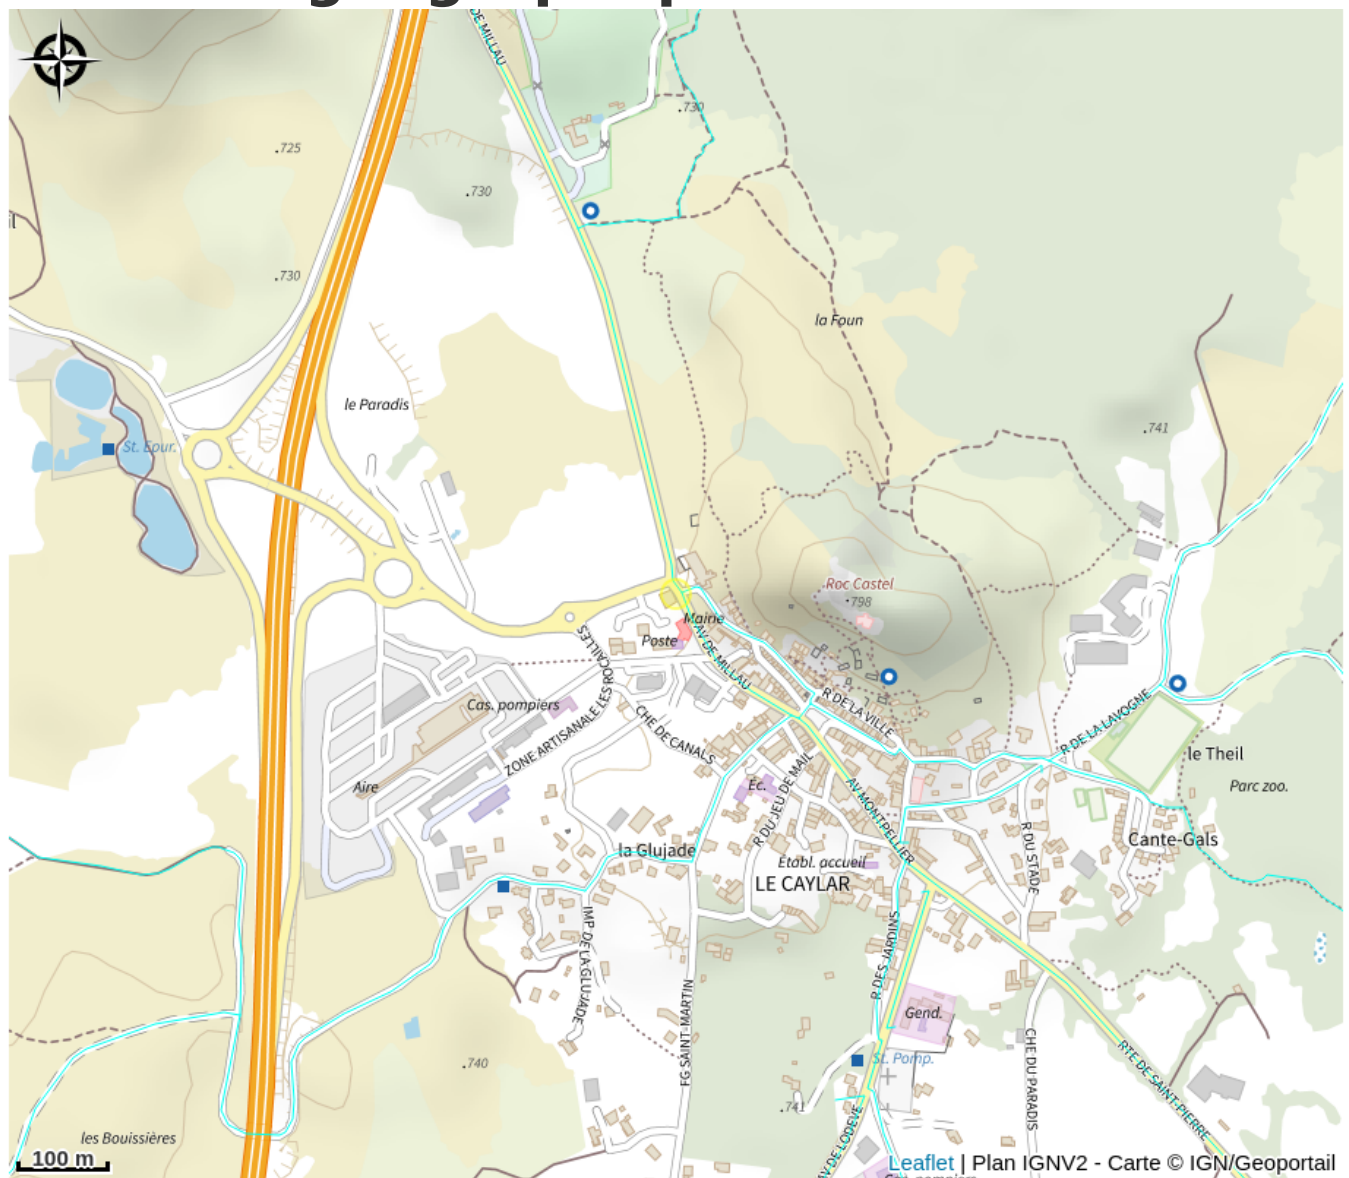 DE MILLAU
.730
.725
.730
.730
la Foun
le Paradis
.741
St. Epur.
Roc Castel
.798
Mairie
Poste
AV DE MILLAU
ZONE ARTISANALE LES ROCAILLES
Cas. pompiers
R DE LA VILLE
R DE LA LAVOGNE
CHE DE CANALS
le Theil
Parc zoo.
Aire
Ec.
R DU JEU DE MAIL
AV MONTPELLIER
Cante-Gals
la Glujade
Etabl. accueil
LE CAYLAR
R DU STADE
IMP DE LA GLUJADE
R DES JARDINS
Gend.
FG SAINT-MARTIN
CHE DU PARADIS
St. Pomp.
RTE DE SAINT-PIERRE
.740
.741
les Bouissières
AV DE LODEVE
100 m
Leaflet | Plan IGNV2 - Carte © IGN/Geoportail